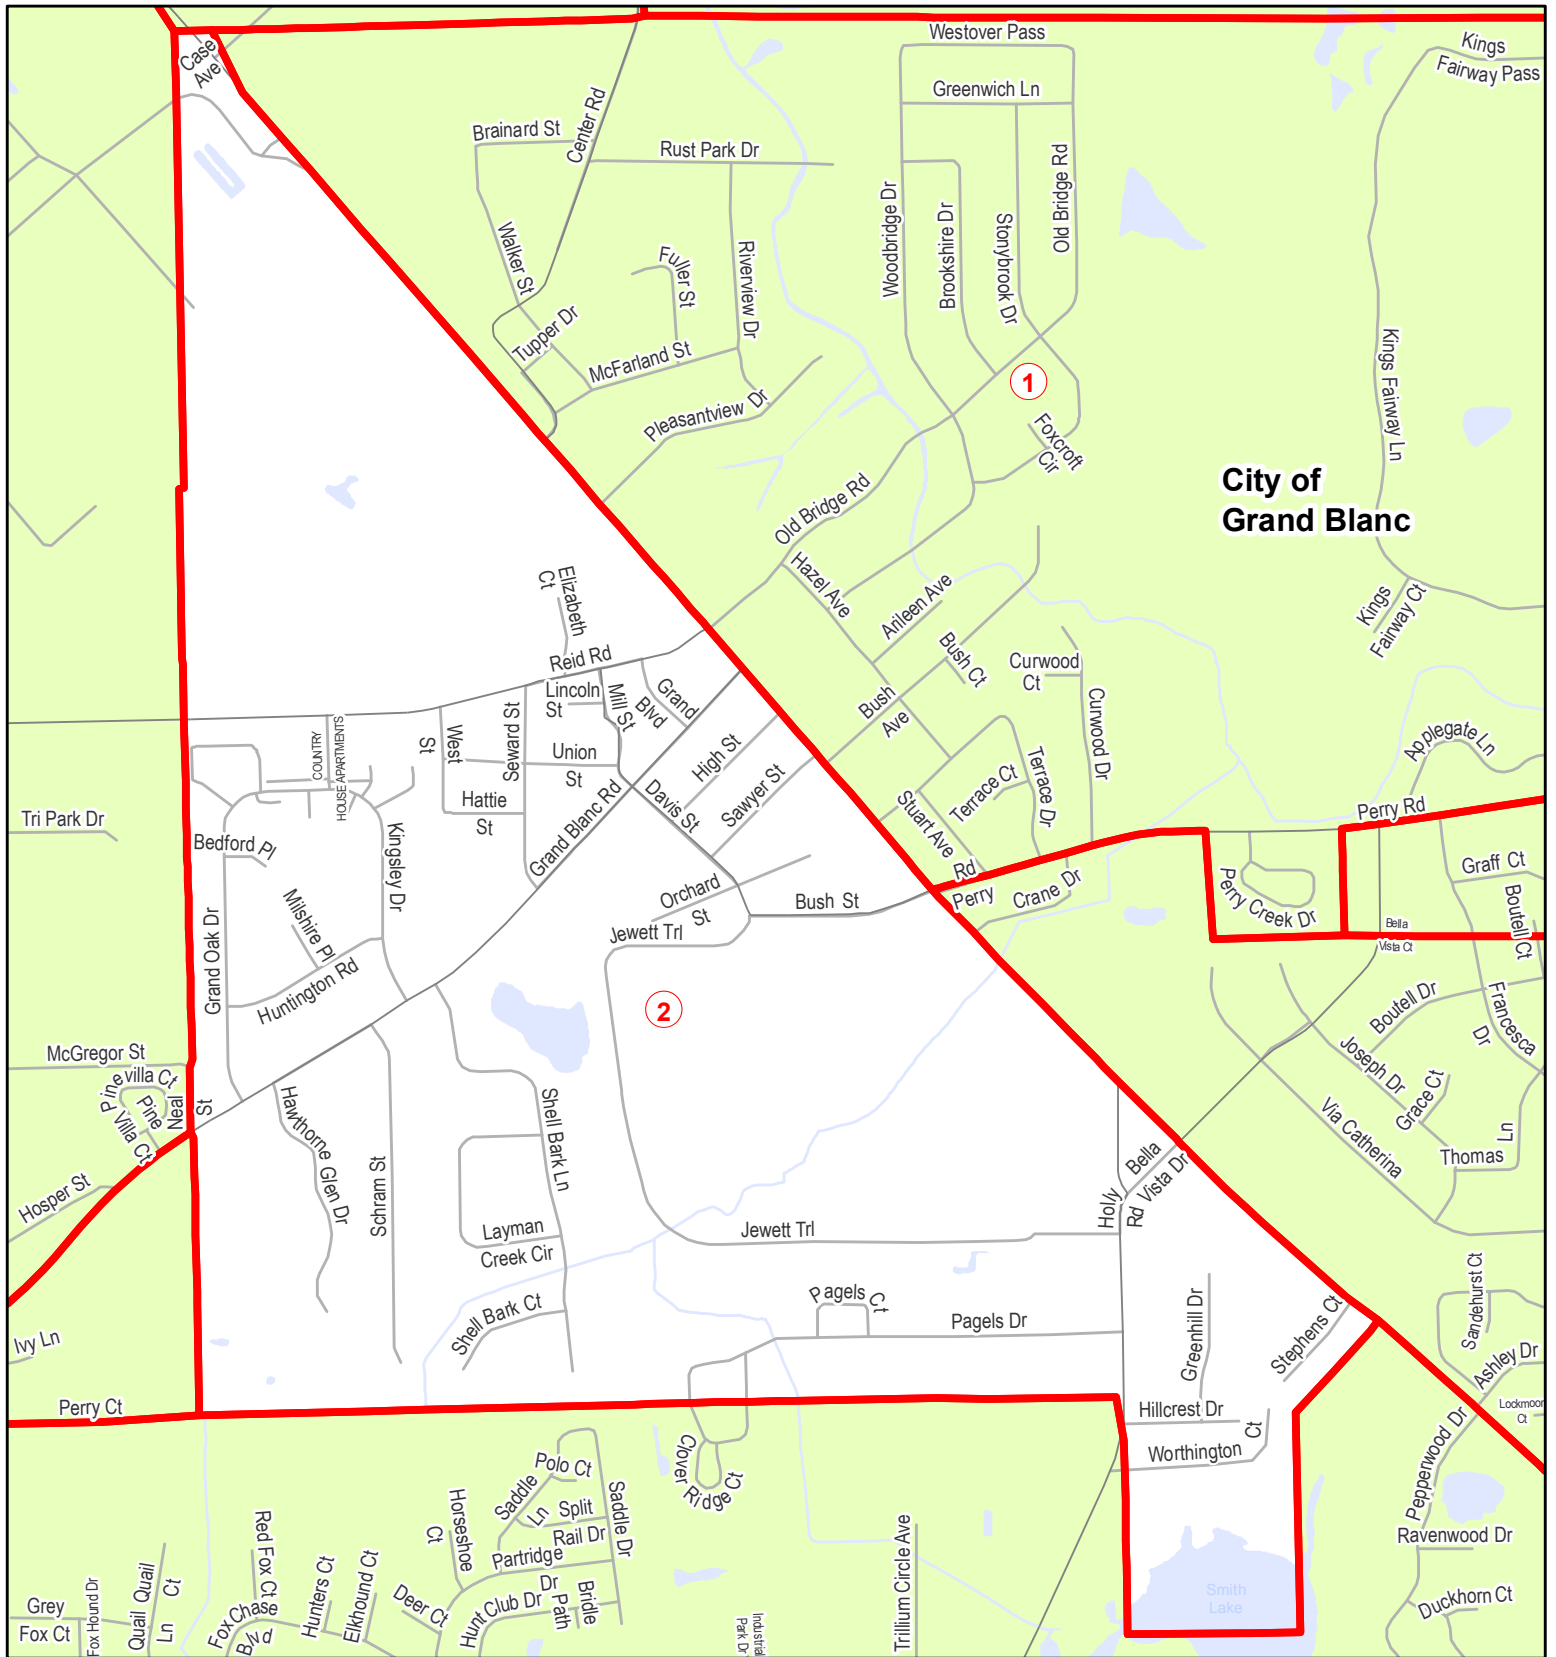 Westover Pass
Kings
Fairway Pass
Case
Ave
Greenwich Ln
Center Rd
Brainard St
Rust Park Dr
Old Bridge Rd
Woodbridge Dr
Brookshire Dr
Stonybrook Dr
Walker St
Fuller St
Riverview Dr
Tupper Dr
McFarland St
Kings Fairway Ln
1
Pleasantview Dr
Foxcroft
Cir
City of
Grand Blanc
Old Bridge Rd
Hazel Ave
Elizabeth
Ct
Arileen Ave
Kings
Fairway Ct
Bush Ct
Reid Rd
Curwood
Ct
Lincoln
St
Mill St
Grand
Blvd
Bush
Ave
Curwood Dr
West
St
Seward St
COUNTRY
HOUSE APARTMENTS
Union
St
High St
Applegate Ln
Terrace Ct
Terrace Dr
Hattie
St
Davis St
Sawyer St
Stuart Ave
Perry Rd
Tri Park Dr
Bedford Pl
Kingsley Dr
Grand Blanc Rd
Rd
Perry
Graff Ct
Orchard
St
Bush St
Crane Dr
Perry Creek Dr
Boutell Ct
Milshire Pl
Jewett Trl
Bella
Vista Ct
Grand Oak Dr
Huntington Rd
2
Boutell Dr
Francesca
Dr
McGregor St
Joseph Dr
Pinevilla Ct
Pine
Villa Ct
Neal
St
Grace Ct
Hawthorne Glen Dr
Shell Bark Ln
Via Catherina
Thomas
Ln
Schram St
Bella
Vista Dr
Hosper St
Holly
Rd
Layman
Creek Cir
Jewett Trl
Sandehurst Ct
Pagels Ct
Greenhill Dr
Stephens Ct
Shell Bark Ct
Pagels Dr
Ivy Ln
Ashley Dr
Perry Ct
Hillcrest Dr
Lockmoor
Ct
Worthington
Ct
Pepperwood Dr
Clover
Ridge Ct
Polo Ct
Saddle
Ln
Split
Rail Dr
Saddle Dr
Horseshoe
Ct
Red Fox Ct
Trillium Circle Ave
Ravenwood Dr
Partridge
Dr
Hunters Ct
Elkhound Ct
Smith
Lake
Quail Quail
Ln Ct
Deer Ct
Hunt Club Dr
Bridle
Path
Duckhorn Ct
Grey
Fox Ct
Fox Hound Dr
Fox Chase
Blvd
Industrial
Park Dr